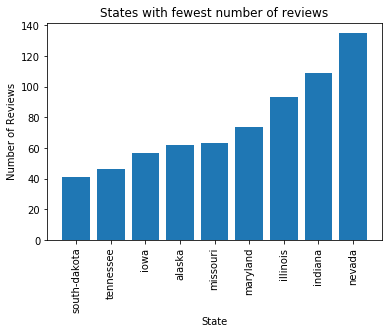 States with fewest number of reviews
Number of Reviews
140
120
100
80
60
40
20
0
south-dakota
tennessee
iowa
alaska
missouri
maryland
illinois
indiana
nevada
State